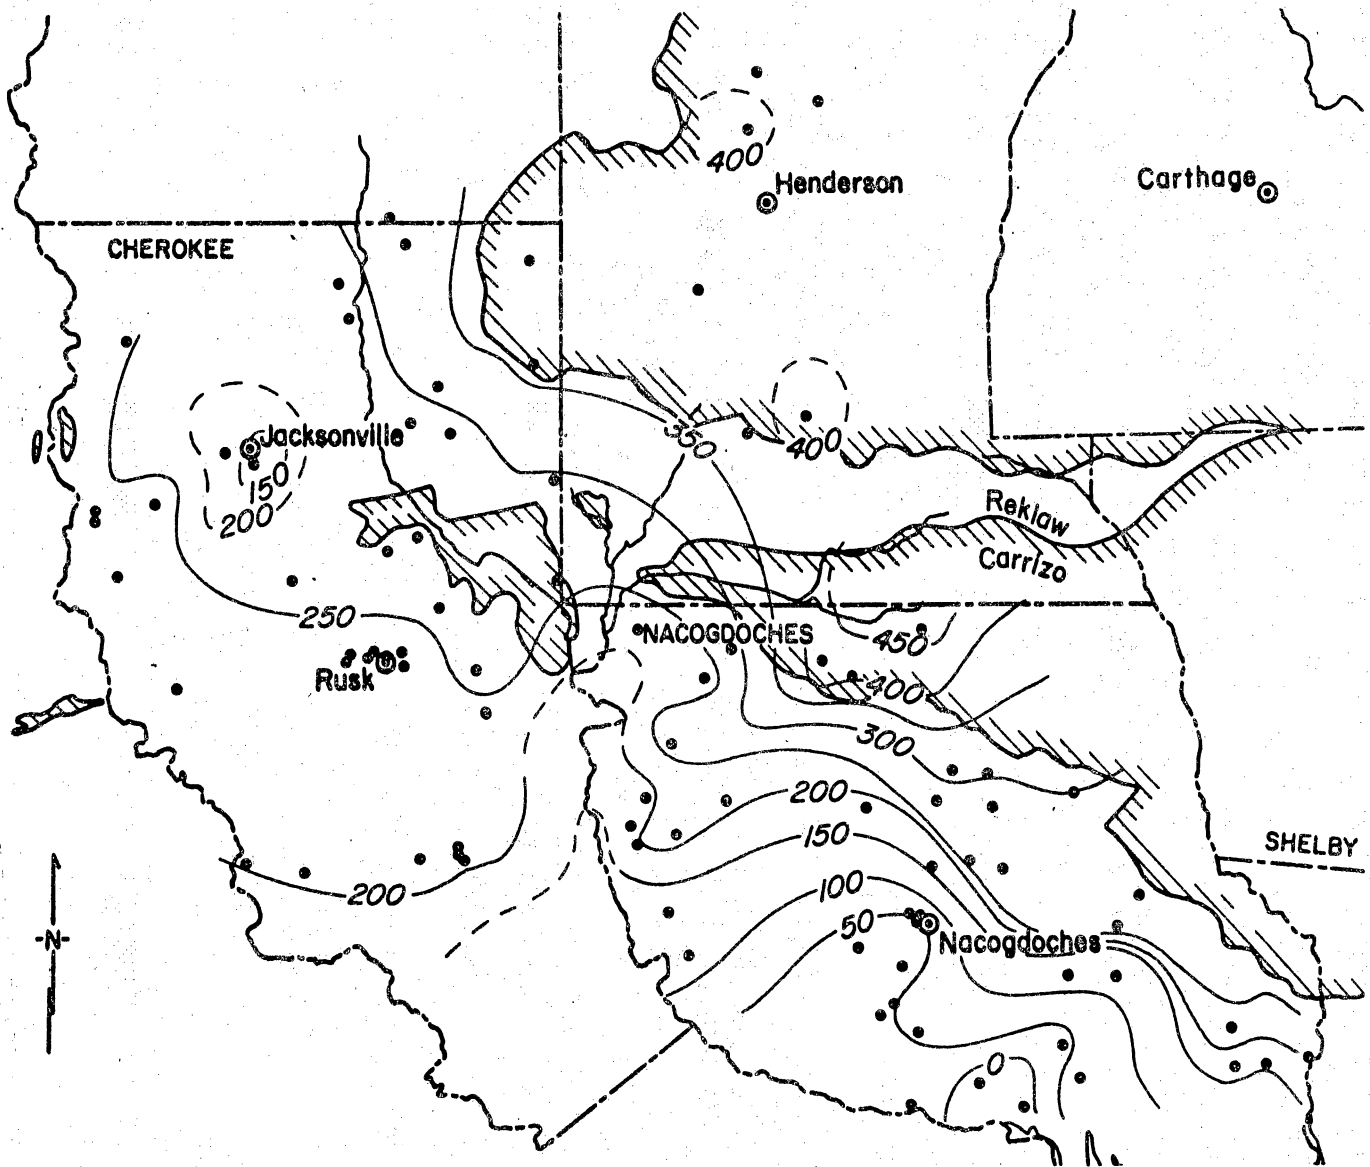 400
Henderson
Carthage
CHEROKEE
350
Jacksonville
400
150
200
Reklaw
Carrizo
250
NACOGDOCHES
450
Rusk
400
300
200
150
SHELBY
100
200
50
N
Nacogdoches
0